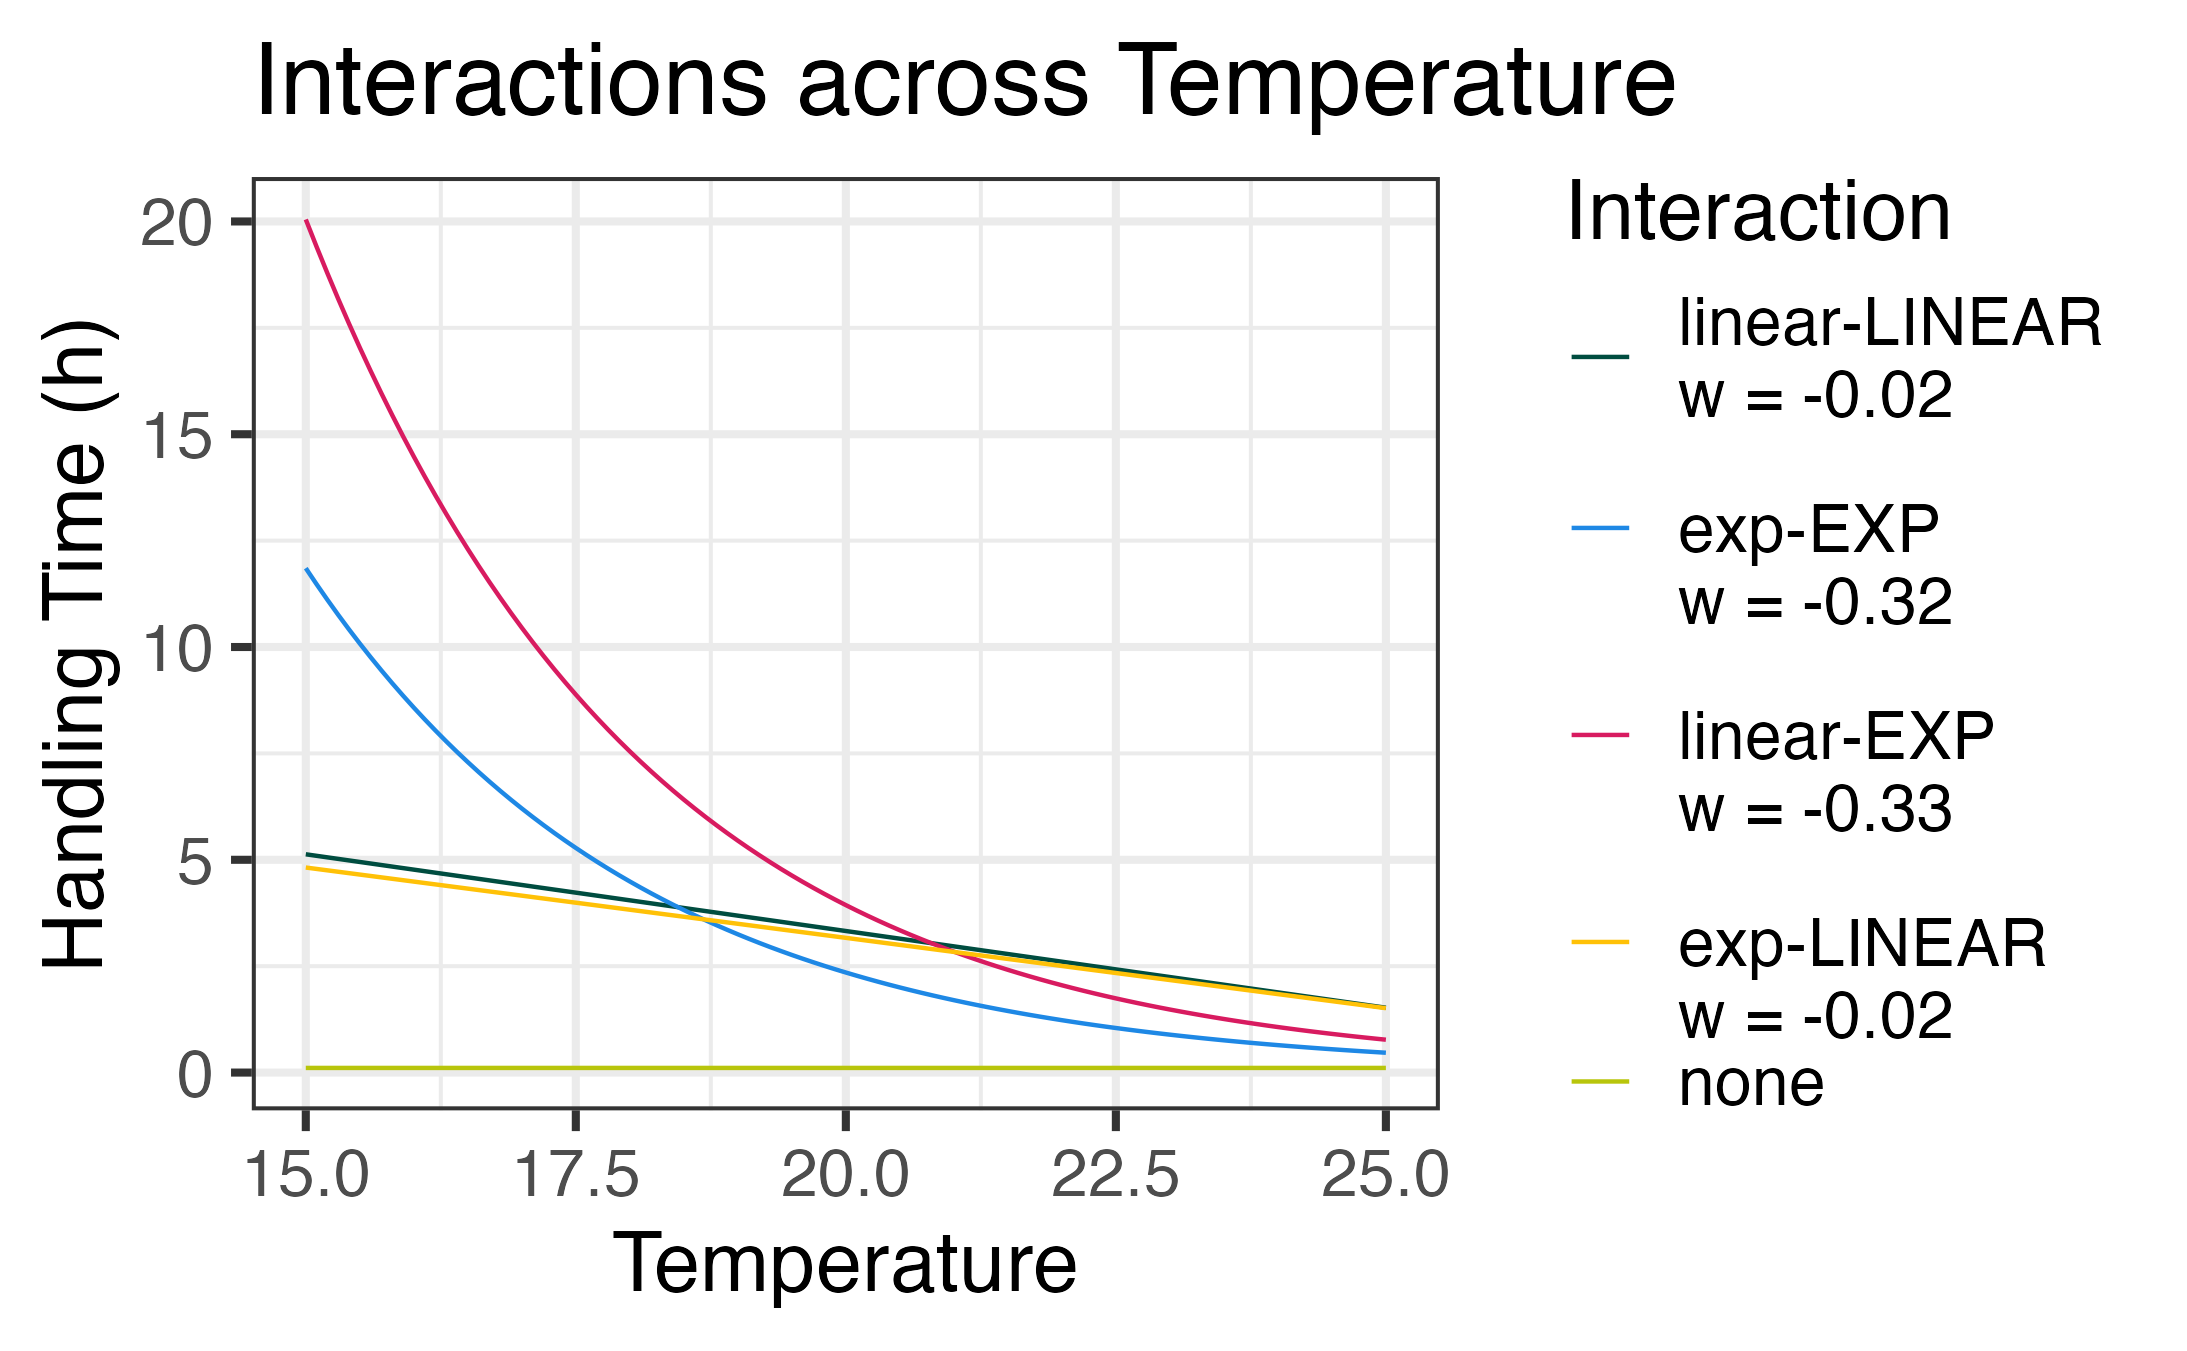 Interactions across Temperature
Handling Time (h)
20
15
10
5
0
15.0 17.5 20.0 22.5 25.0
Temperature
Interaction
linear-LINEAR
w = -0.02
exp-EXP
w = -0.32
linear-EXP
w = -0.33
exp-LINEAR
w = -0.02
none